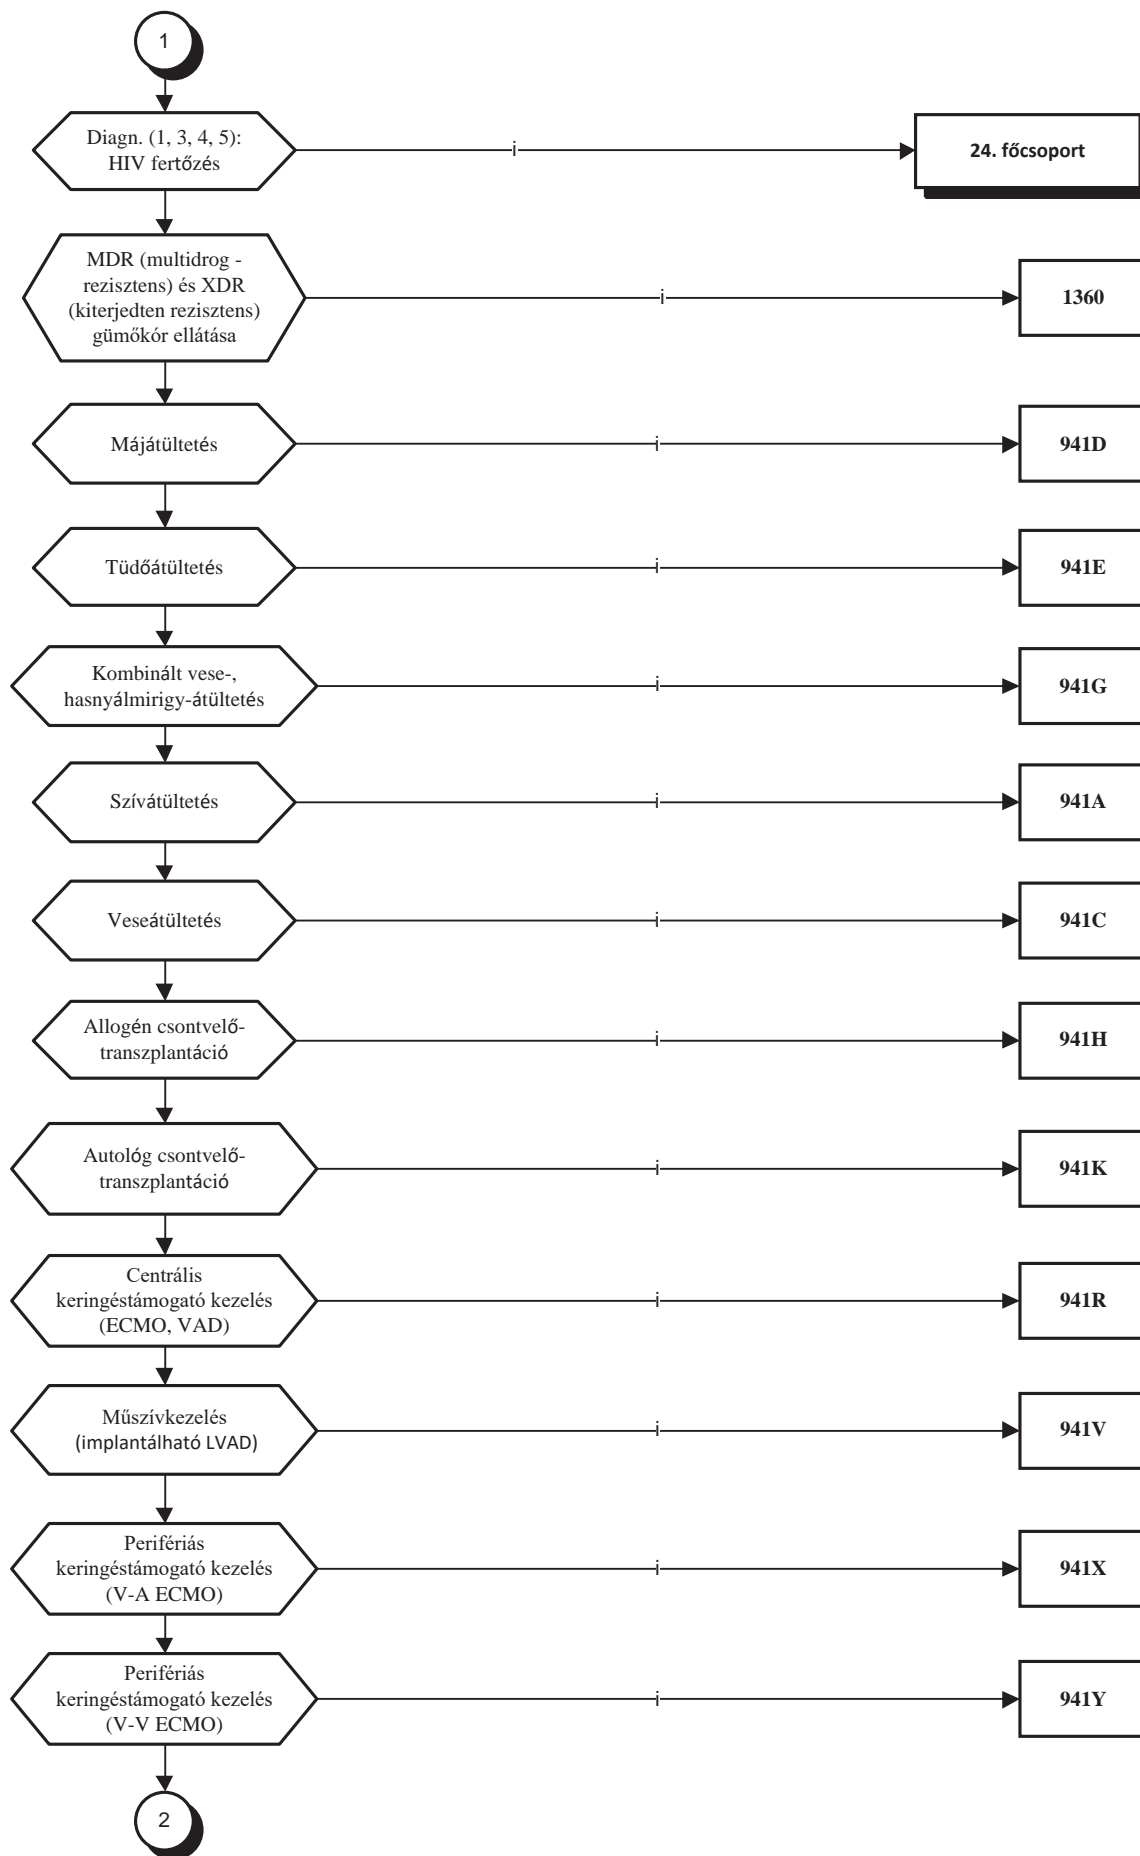 1
Diagn. (1, 3, 4, 5):
HIV fertőzés
i
24. főcsoport
MDR (multidrog -
rezisztens) és XDR
(kiterjedten rezisztens)
gümőkór ellátása
i
1360
Májátültetés
i
941D
Tüdőátültetés
i
941E
Kombinált vese-,
hasnyálmirigy-átültetés
i
941G
Szívátültetés
i
941A
Veseátültetés
i
941C
Allogén csontvelő-
transzplantáció
i
941H
Autológ csontvelő-
transzplantáció
i
941K
Centrális
keringéstámogató kezelés
(ECMO, VAD)
i
941R
Műszívkezelés
(implantálható LVAD)
i
941V
Perifériás
keringéstámogató kezelés
(V-A ECMO)
i
941X
Perifériás
keringéstámogató kezelés
(V-V ECMO)
i
941Y
2